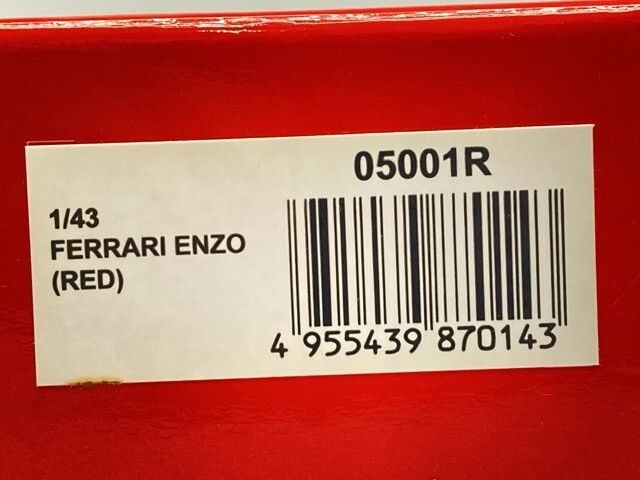 05001R
1/43
FERRARI ENZO
(RED)
4 955439 870143